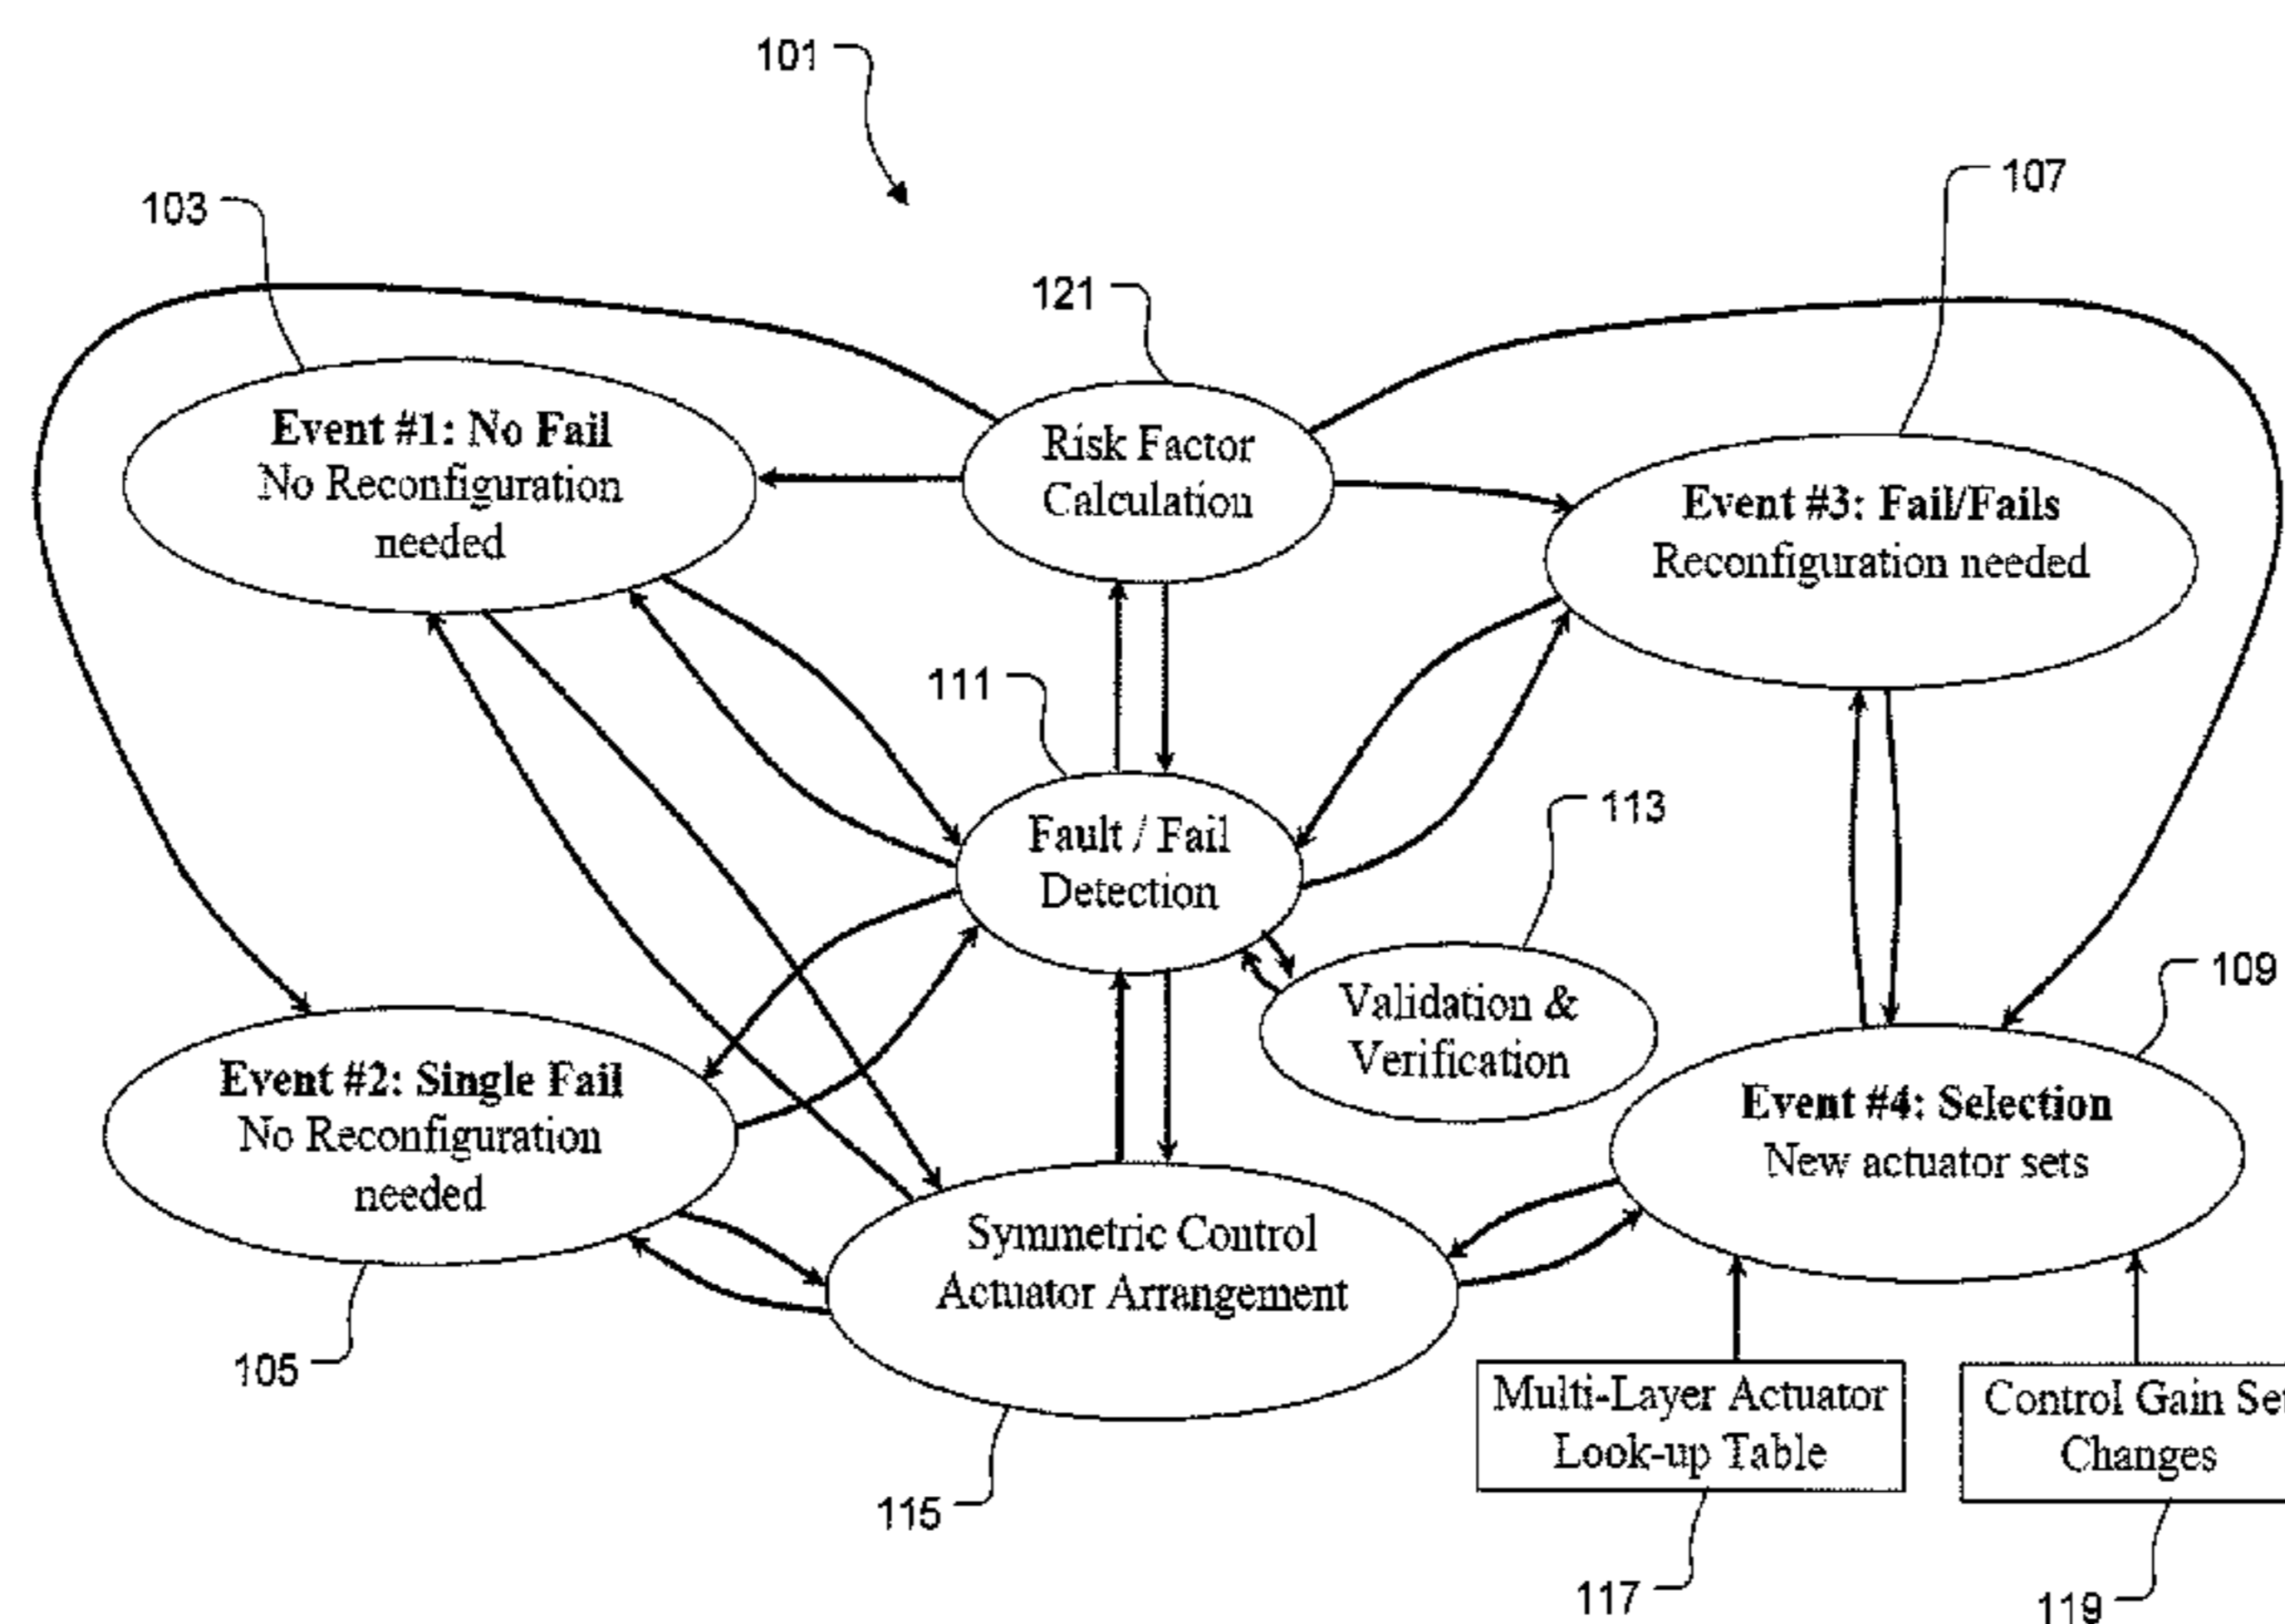 101
107
103
121
Event #1: No Fail
No Reconfiguration
needed
Risk Factor
Calculation
Event #3: Fail/Fails
Reconfiguration needed
111
113
Fault / Fail
Detection
109
Validation &
Verification
Event #2: Single Fail
No Reconfiguration
needed
Event #4: Selection
New actuator sets
Symmetric Control
Actuator Arrangement
105
Multi-Layer Actuator
Look-up Table
Control Gain Set
Changes
115
117
119